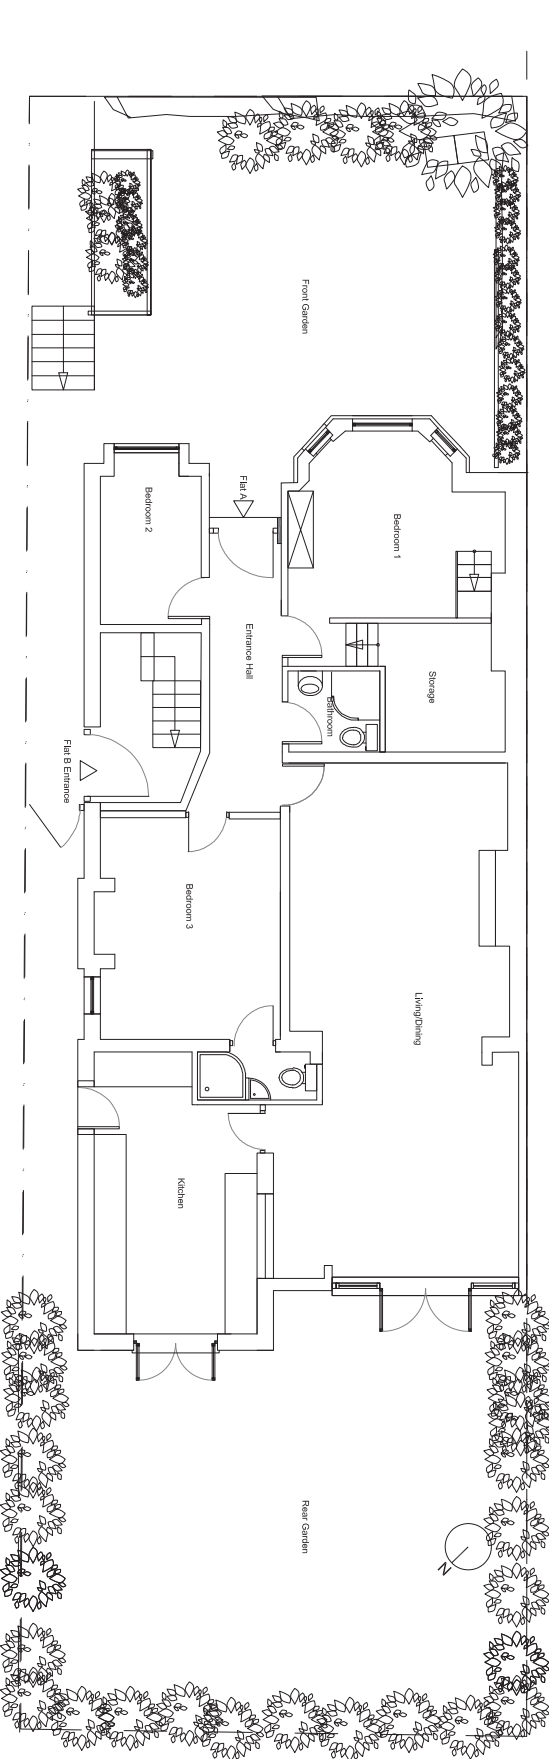 Front Garden
Flat A
Bedroom 2
Bedroom 1
Entrance Hall
Storage
Bathroom
Flat B Entrance
Bedroom 3
Living/Dining
Kitchen
Rear Garden
N